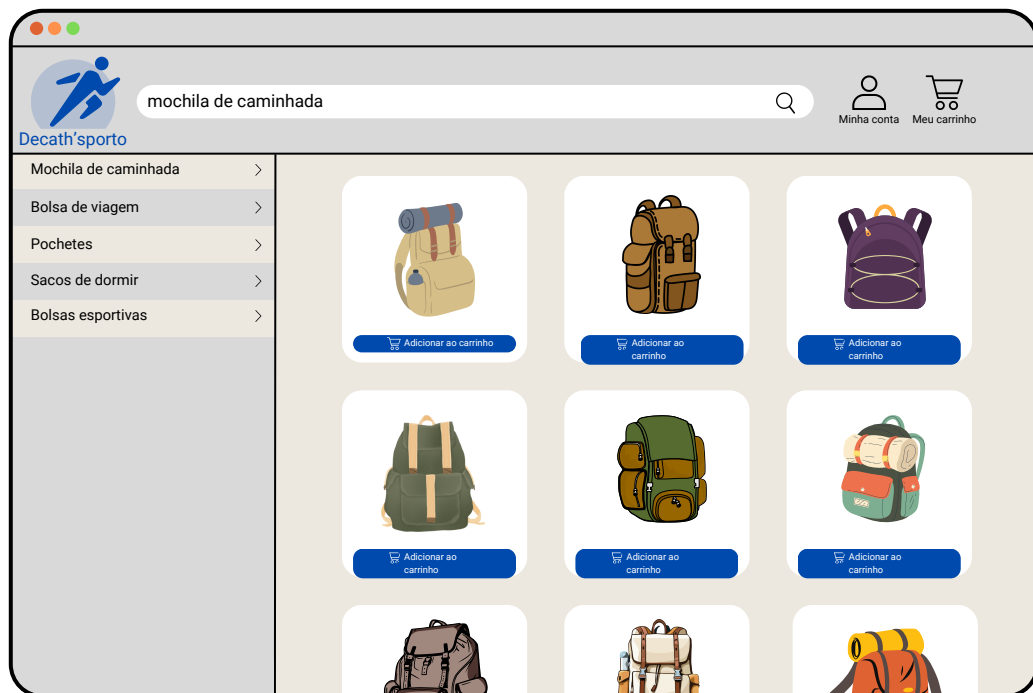 mochila de caminhada
Minha conta
Meu carrinho
Decath'sporto
Mochila de caminhada
Bolsa de viagem
Pochetes
Sacos de dormir
Bolsas esportivas
Adicionar ao carrinho
Adicionar ao
carrinho
Adicionar ao
carrinho
Adicionar ao
carrinho
Adicionar ao
carrinho
Adicionar ao
carrinho